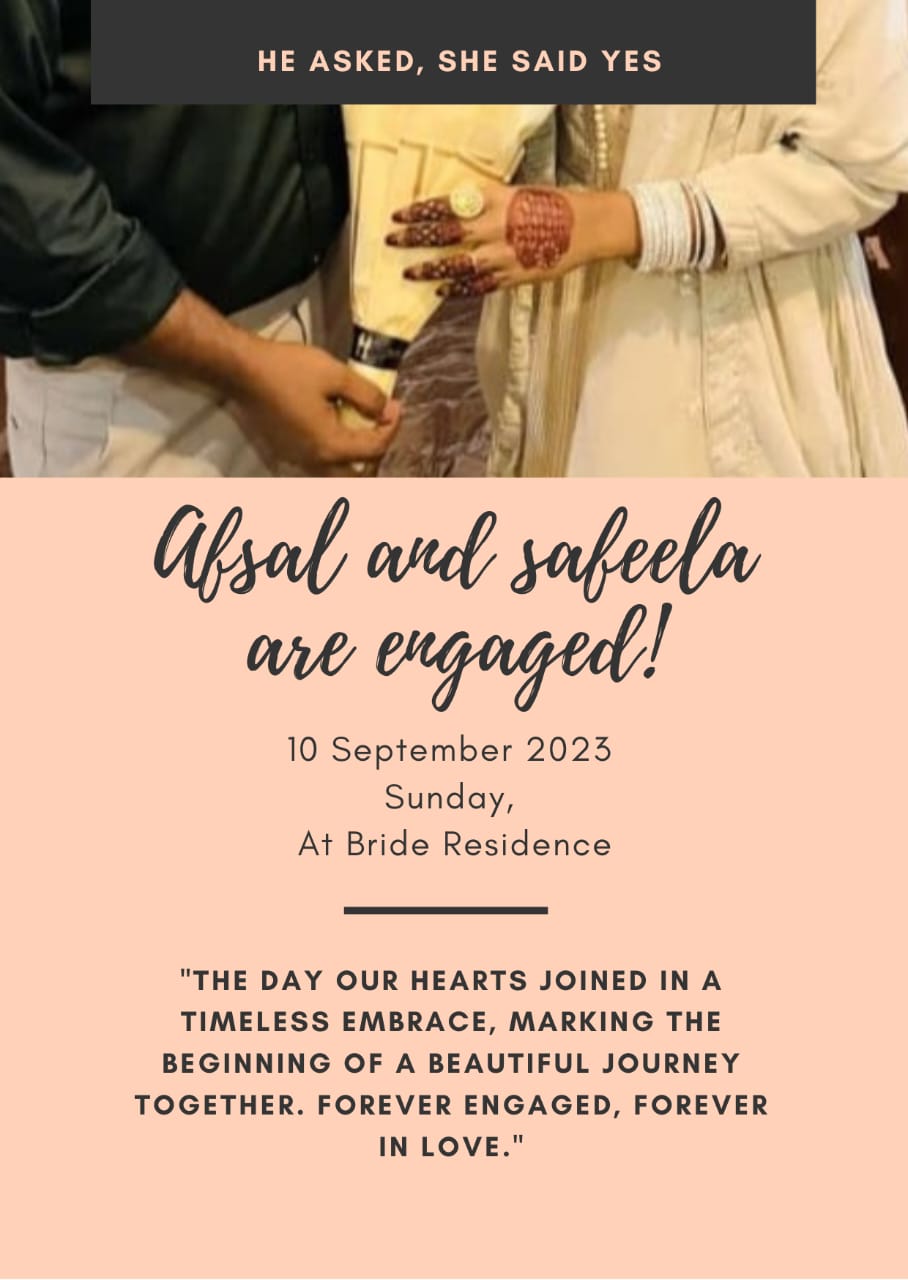 HE ASKED, SHE SAID YES
Afsal and safeela
are engaged!
10 September 2023
Sunday,
At Bride Residence
"THE DAY OUR HEARTS JOINED IN A
TIMELESS EMBRACE, MARKING THE
BEGINNING OF A BEAUTIFUL JOURNEY
TOGETHER. FOREVER ENGAGED, FOREVER
IN LOVE."